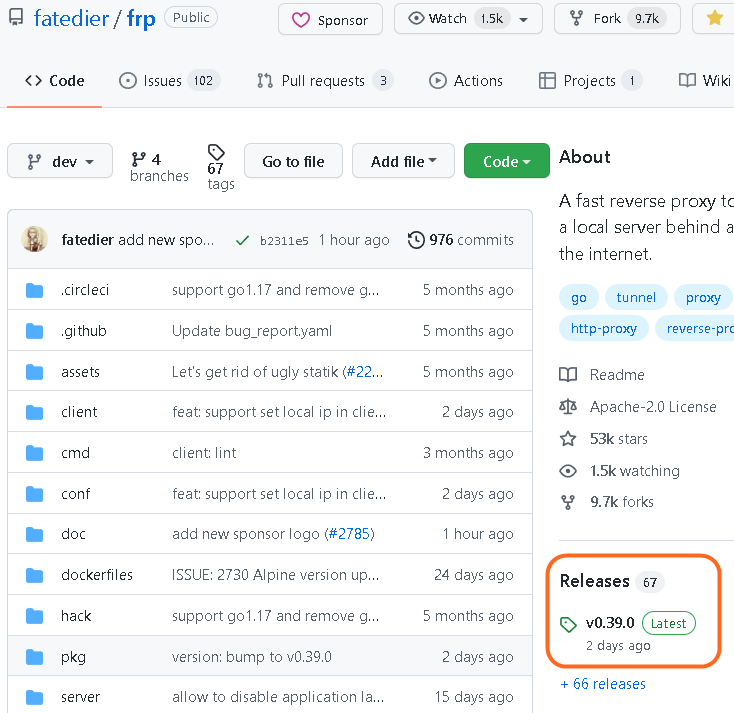 fatedier / frp Public
Sponsor
Watch 1.5k
Fork 9.7k
Code
Issues 102
Pull requests 3
Actions
Projects 1
Wiki
dev
4 branches
67 tags
Go to file
Add file
Code
fatedier add new spo... b2311e5 1 hour ago 976 commits
.circleci support go1.17 and remove g... 5 months ago
.github Update bug_report.yaml 5 months ago
assets Let's get rid of ugly statik (#22... 5 months ago
client feat: support set local ip in clie... 2 days ago
cmd client: lint 3 months ago
conf feat: support set local ip in clie... 2 days ago
doc add new sponsor logo (#2785) 1 hour ago
dockerfiles ISSUE: 2730 Alpine version up... 24 days ago
hack support go1.17 and remove g... 5 months ago
pkg version: bump to v0.39.0 2 days ago
server allow to disable application la... 15 days ago
About
A fast reverse proxy to
a local server behind a
the internet.
go tunnel proxy
http-proxy reverse-pro
Readme
Apache-2.0 License
53k stars
1.5k watching
9.7k forks
Releases 67
v0.39.0 Latest
2 days ago
+ 66 releases